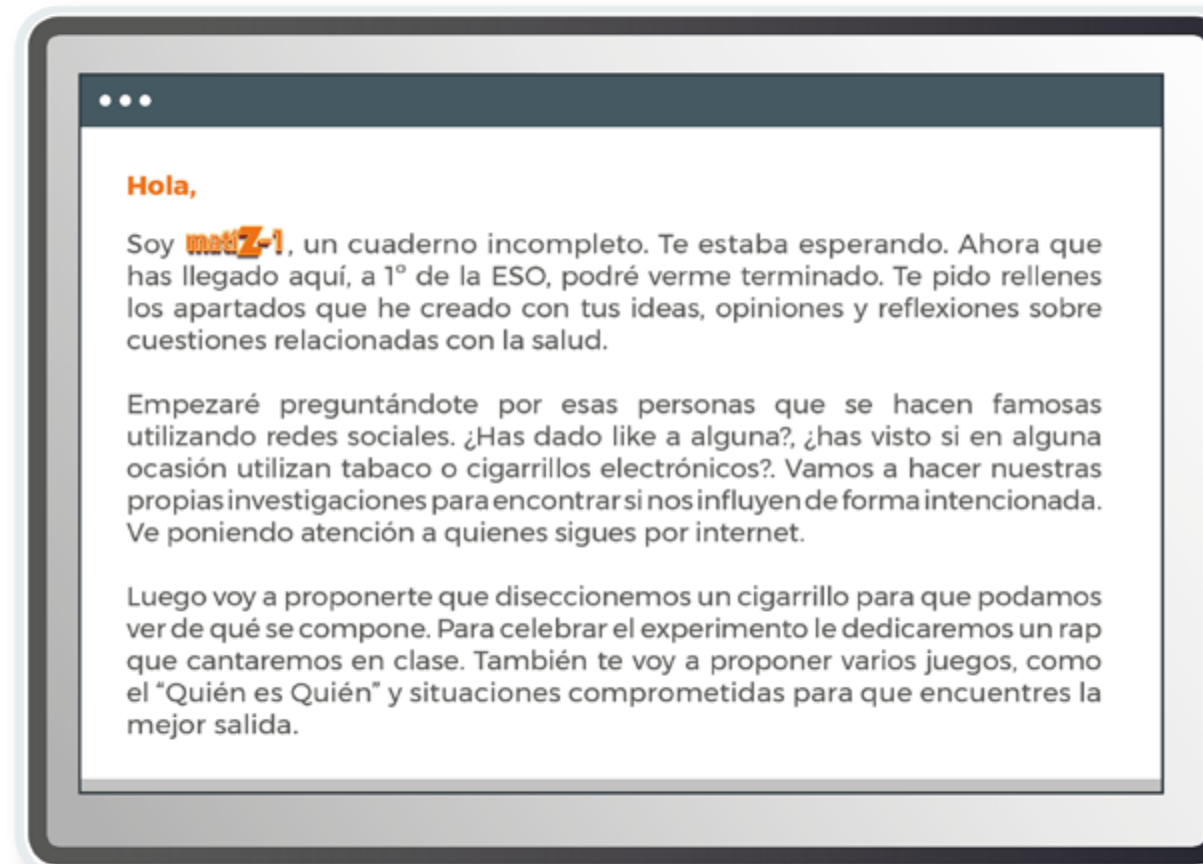 Hola,
Soy matiZ-1, un cuaderno incompleto. Te estaba esperando. Ahora que
has llegado aquí, a 1º de la ESO, podré verme terminado. Te pido rellenes
los apartados que he creado con tus ideas, opiniones y reflexiones sobre
cuestiones relacionadas con la salud.
Empezaré preguntándote por esas personas que se hacen famosas
utilizando redes sociales. ¿Has dado like a alguna?, ¿has visto si en alguna
ocasión utilizan tabaco o cigarrillos electrónicos?. Vamos a hacer nuestras
propias investigaciones para encontrar si nos influyen de forma intencionada.
Ve poniendo atención a quienes sigues por internet.
Luego voy a proponerte que diseccionemos un cigarrillo para que podamos
ver de qué se compone. Para celebrar el experimento le dedicaremos un rap
que cantaremos en clase. También te voy a proponer varios juegos, como
el “Quién es Quién” y situaciones comprometidas para que encuentres la
mejor salida.